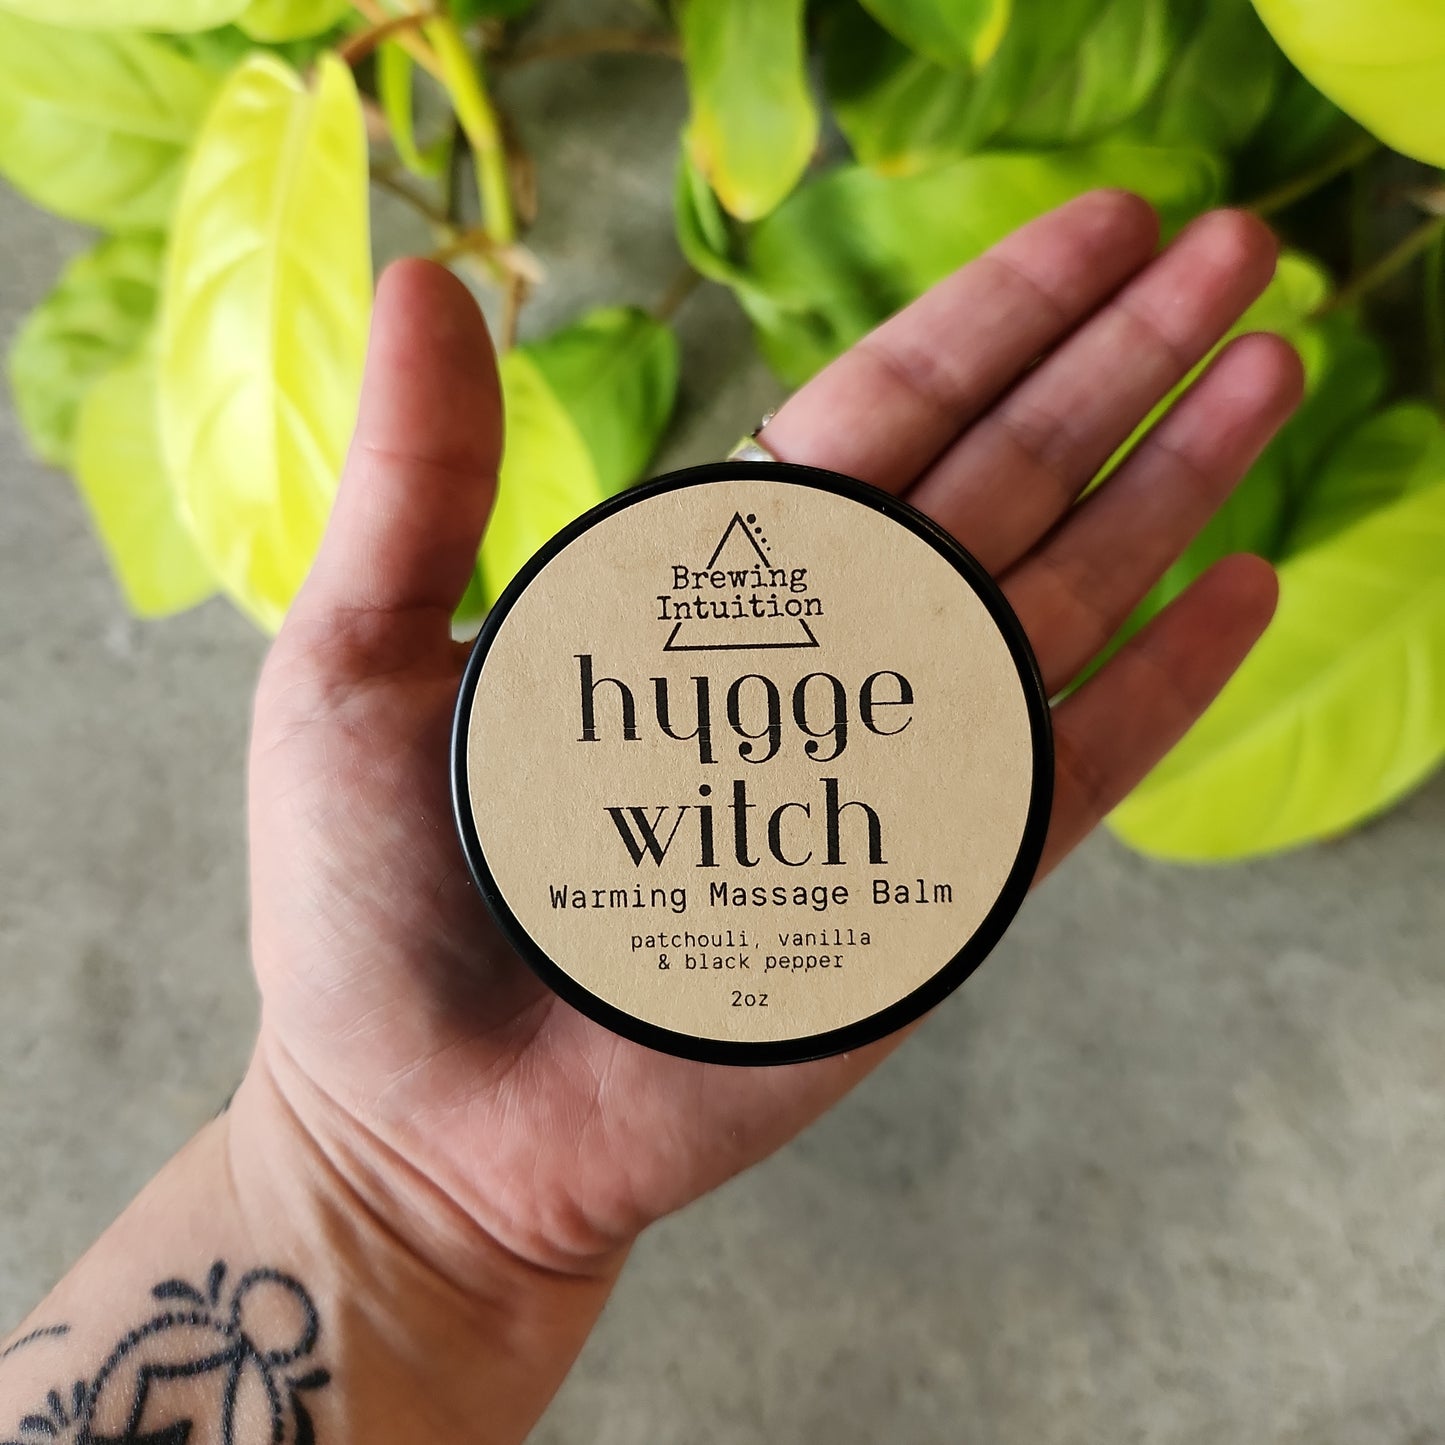 Brewing
Intuition
hygge
witch
Warming Massage Balm
patchouli, vanilla
& black pepper
2oz